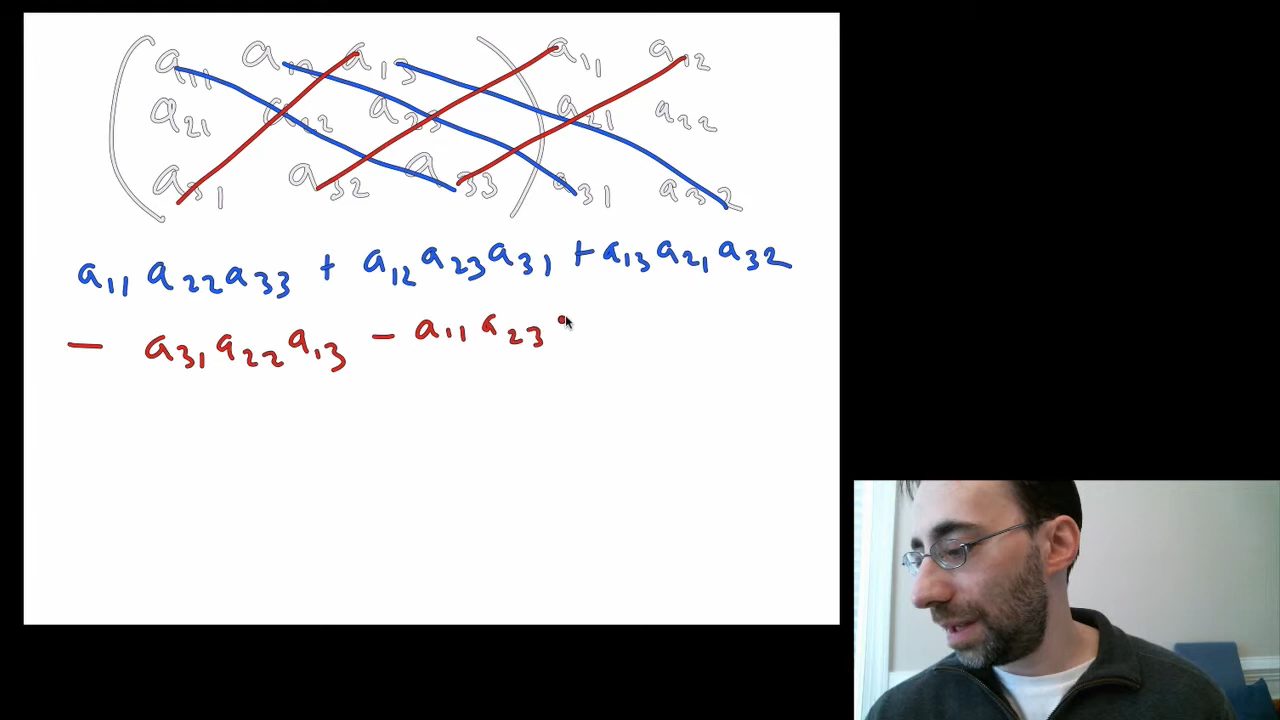 ( a₁₁ a₁₂ a₁₃ ) a₁₁ a₁₂
a₂₁ a₂₂ a₂₃ a₂₁ a₂₂
a₃₁ a₃₂ a₃₃ a₃₁ a₃₂
a₁₁ a₂₂ a₃₃ + a₁₂ a₂₃ a₃₁ + a₁₃ a₂₁ a₃₂
− a₃₁ a₂₂ a₁₃ − a₁₁ a₂₃